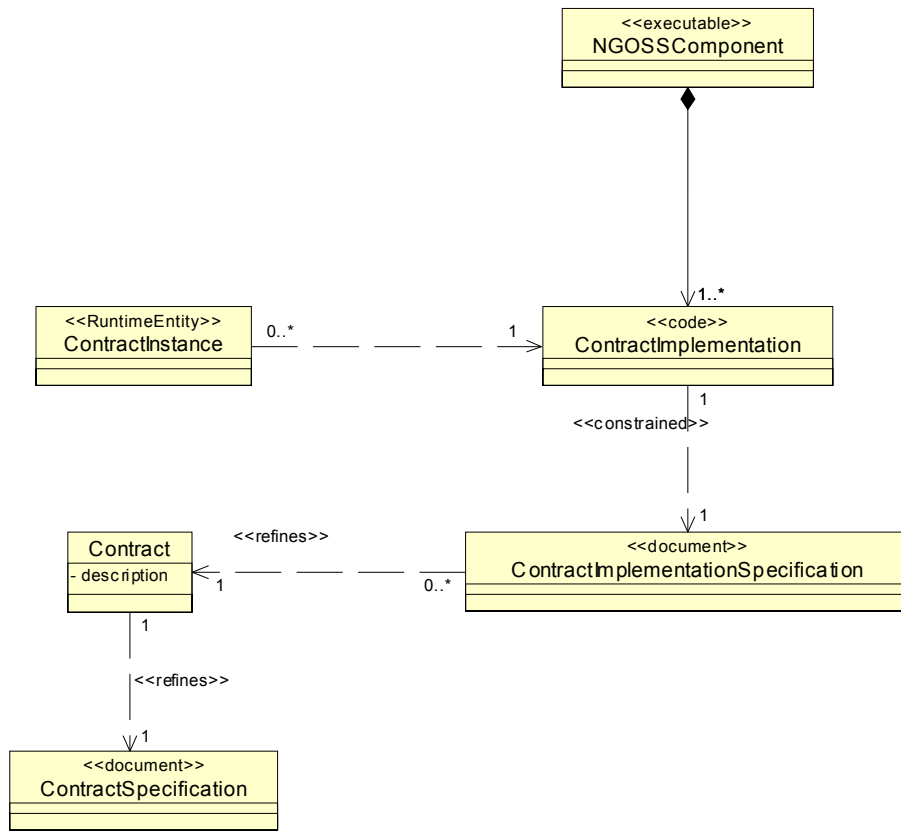 <<executable>>
NGOSSComponent
1..*
<<RuntimeEntity>>
ContractInstance
0..*
1
<<code>>
ContractImplementation
1
<<constrained>>
1
<<refines>>
Contract
- description
1
0..*
<<document>>
ContractImplementationSpecification
1
<<refines>>
1
<<document>>
ContractSpecification